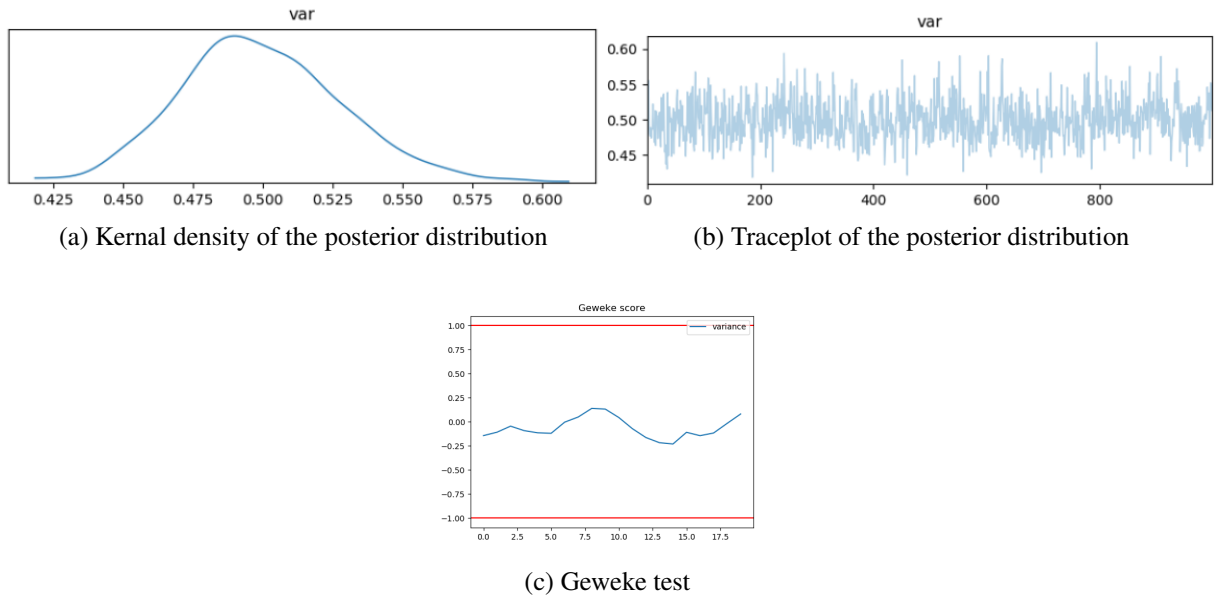 var
0.425 0.450 0.475 0.500 0.525 0.550 0.575 0.600
(a) Kernal density of the posterior distribution
var
0.60
0.55
0.50
0.45
0 200 400 600 800
(b) Traceplot of the posterior distribution
Geweke score
variance
1.00
0.75
0.50
0.25
0.00
−0.25
−0.50
−0.75
−1.00
0.0 2.5 5.0 7.5 10.0 12.5 15.0 17.5
(c) Geweke test